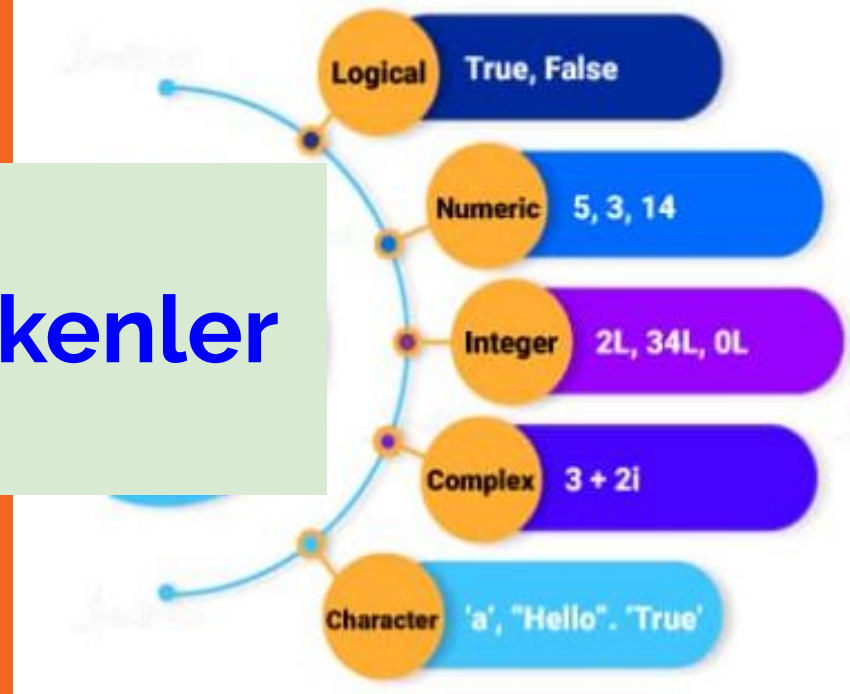 Logical True, False
Numeric 5, 3, 14
kenler
Integer 2L, 34L, 0L
Complex 3 + 2i
Character 'a', "Hello". 'True'